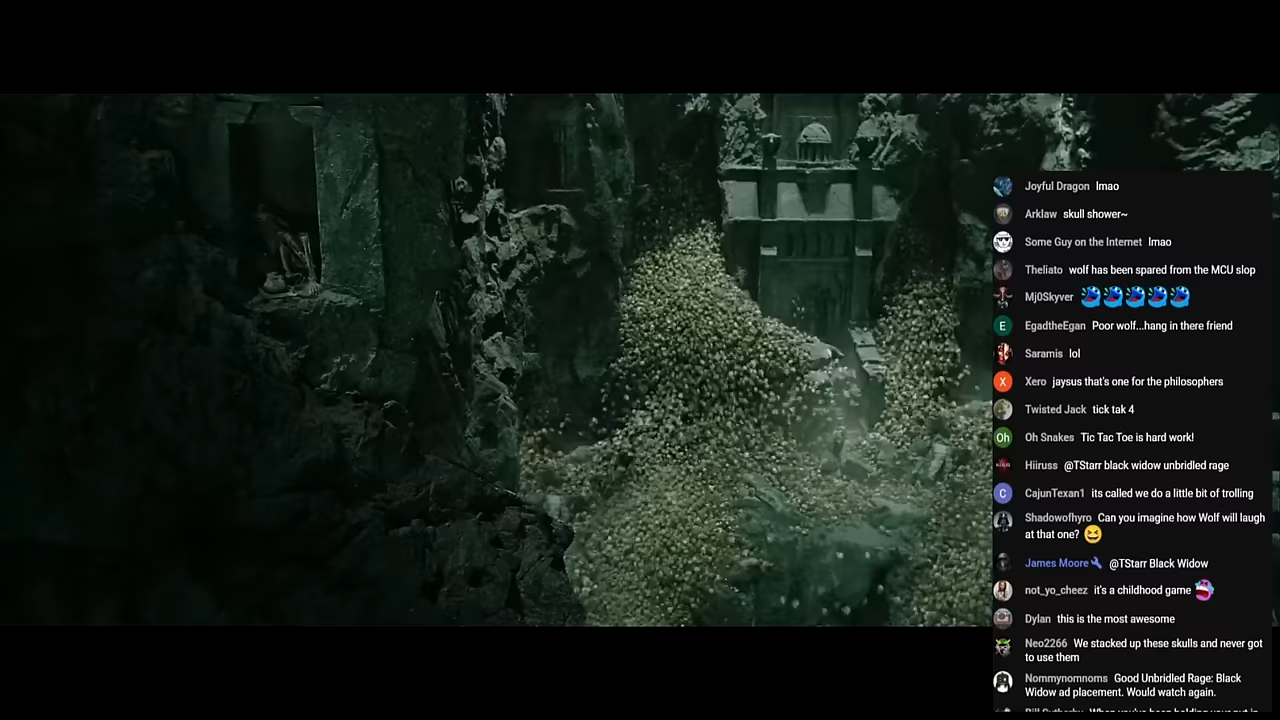 Joyful Dragon lmao
Arklaw skull shower~
Some Guy on the Internet lmao
Theliato wolf has been spared from the MCU slop
Mj0Skyver
E EgadtheEgan Poor wolf...hang in there friend
Saramis lol
X Xero jaysus that's one for the philosophers
Twisted Jack tick tak 4
Oh Oh Snakes Tic Tac Toe is hard work!
Hiiruss @TStarr black widow unbridled rage
C CajunTexan1 its called we do a little bit of trolling
Shadowofhyro Can you imagine how Wolf will laugh
at that one?
James Moore @TStarr Black Widow
not_yo_cheez it's a childhood game
Dylan this is the most awesome
Neo2266 We stacked up these skulls and never got
to use them
Nommynomnoms Good Unbridled Rage: Black
Widow ad placement. Would watch again.